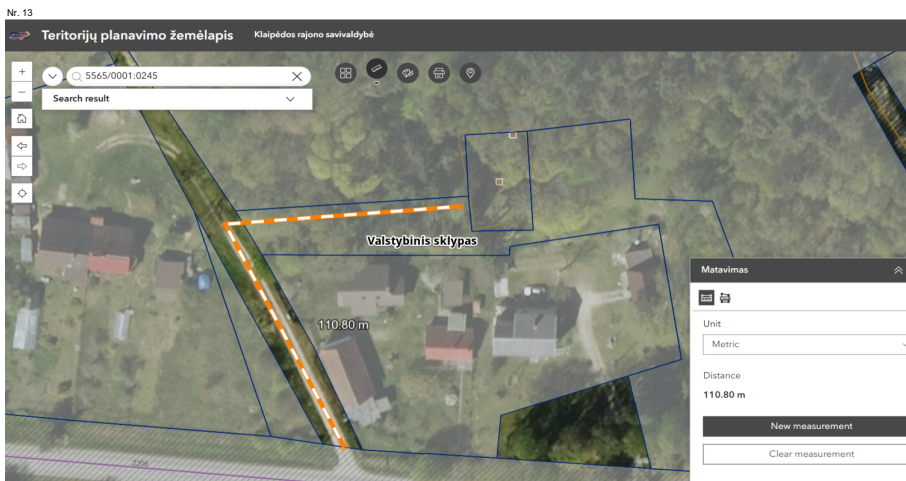 Nr. 13
Teritorijų planavimo žemėlapis Klaipėdos rajono savivaldybė
5565/0001:0245
Search result
Valstybinis sklypas
110.80 m
2206
Matavimas
Unit
Metric
Distance
110.80 m
New measurement
Clear measurement